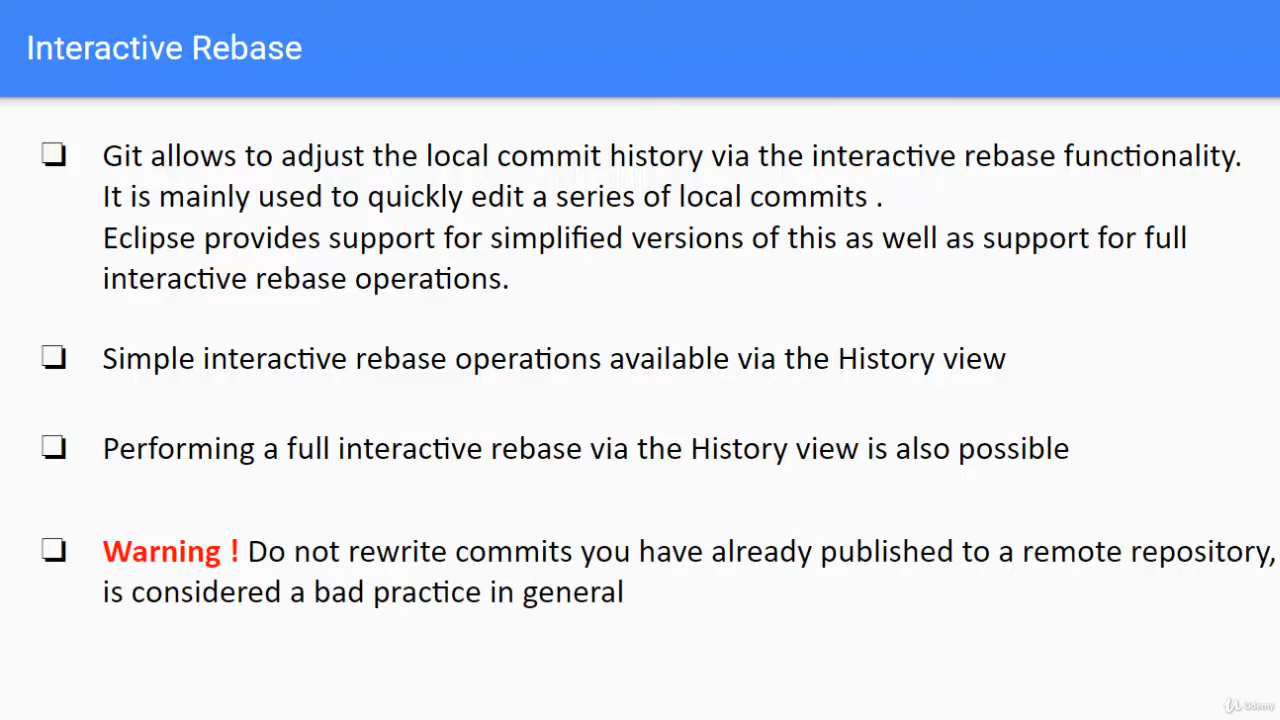 Interactive Rebase
❏ Git allows to adjust the local commit history via the interactive rebase functionality.
It is mainly used to quickly edit a series of local commits .
Eclipse provides support for simplified versions of this as well as support for full
interactive rebase operations.
❏ Simple interactive rebase operations available via the History view
❏ Performing a full interactive rebase via the History view is also possible
❏ Warning ! Do not rewrite commits you have already published to a remote repository,
is considered a bad practice in general
Udemy